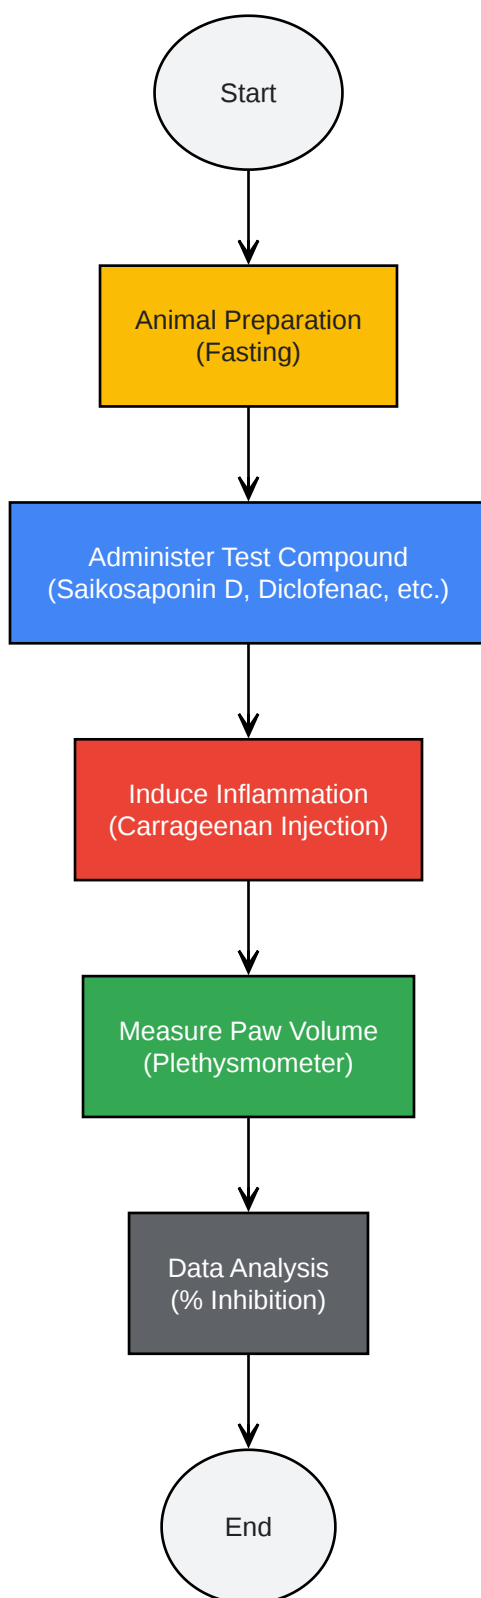 Start
Animal Preparation
(Fasting)
Administer Test Compound
(Saikosaponin D, Diclofenac, etc.)
Induce Inflammation
(Carrageenan Injection)
Measure Paw Volume
(Plethysmometer)
Data Analysis
(% Inhibition)
End